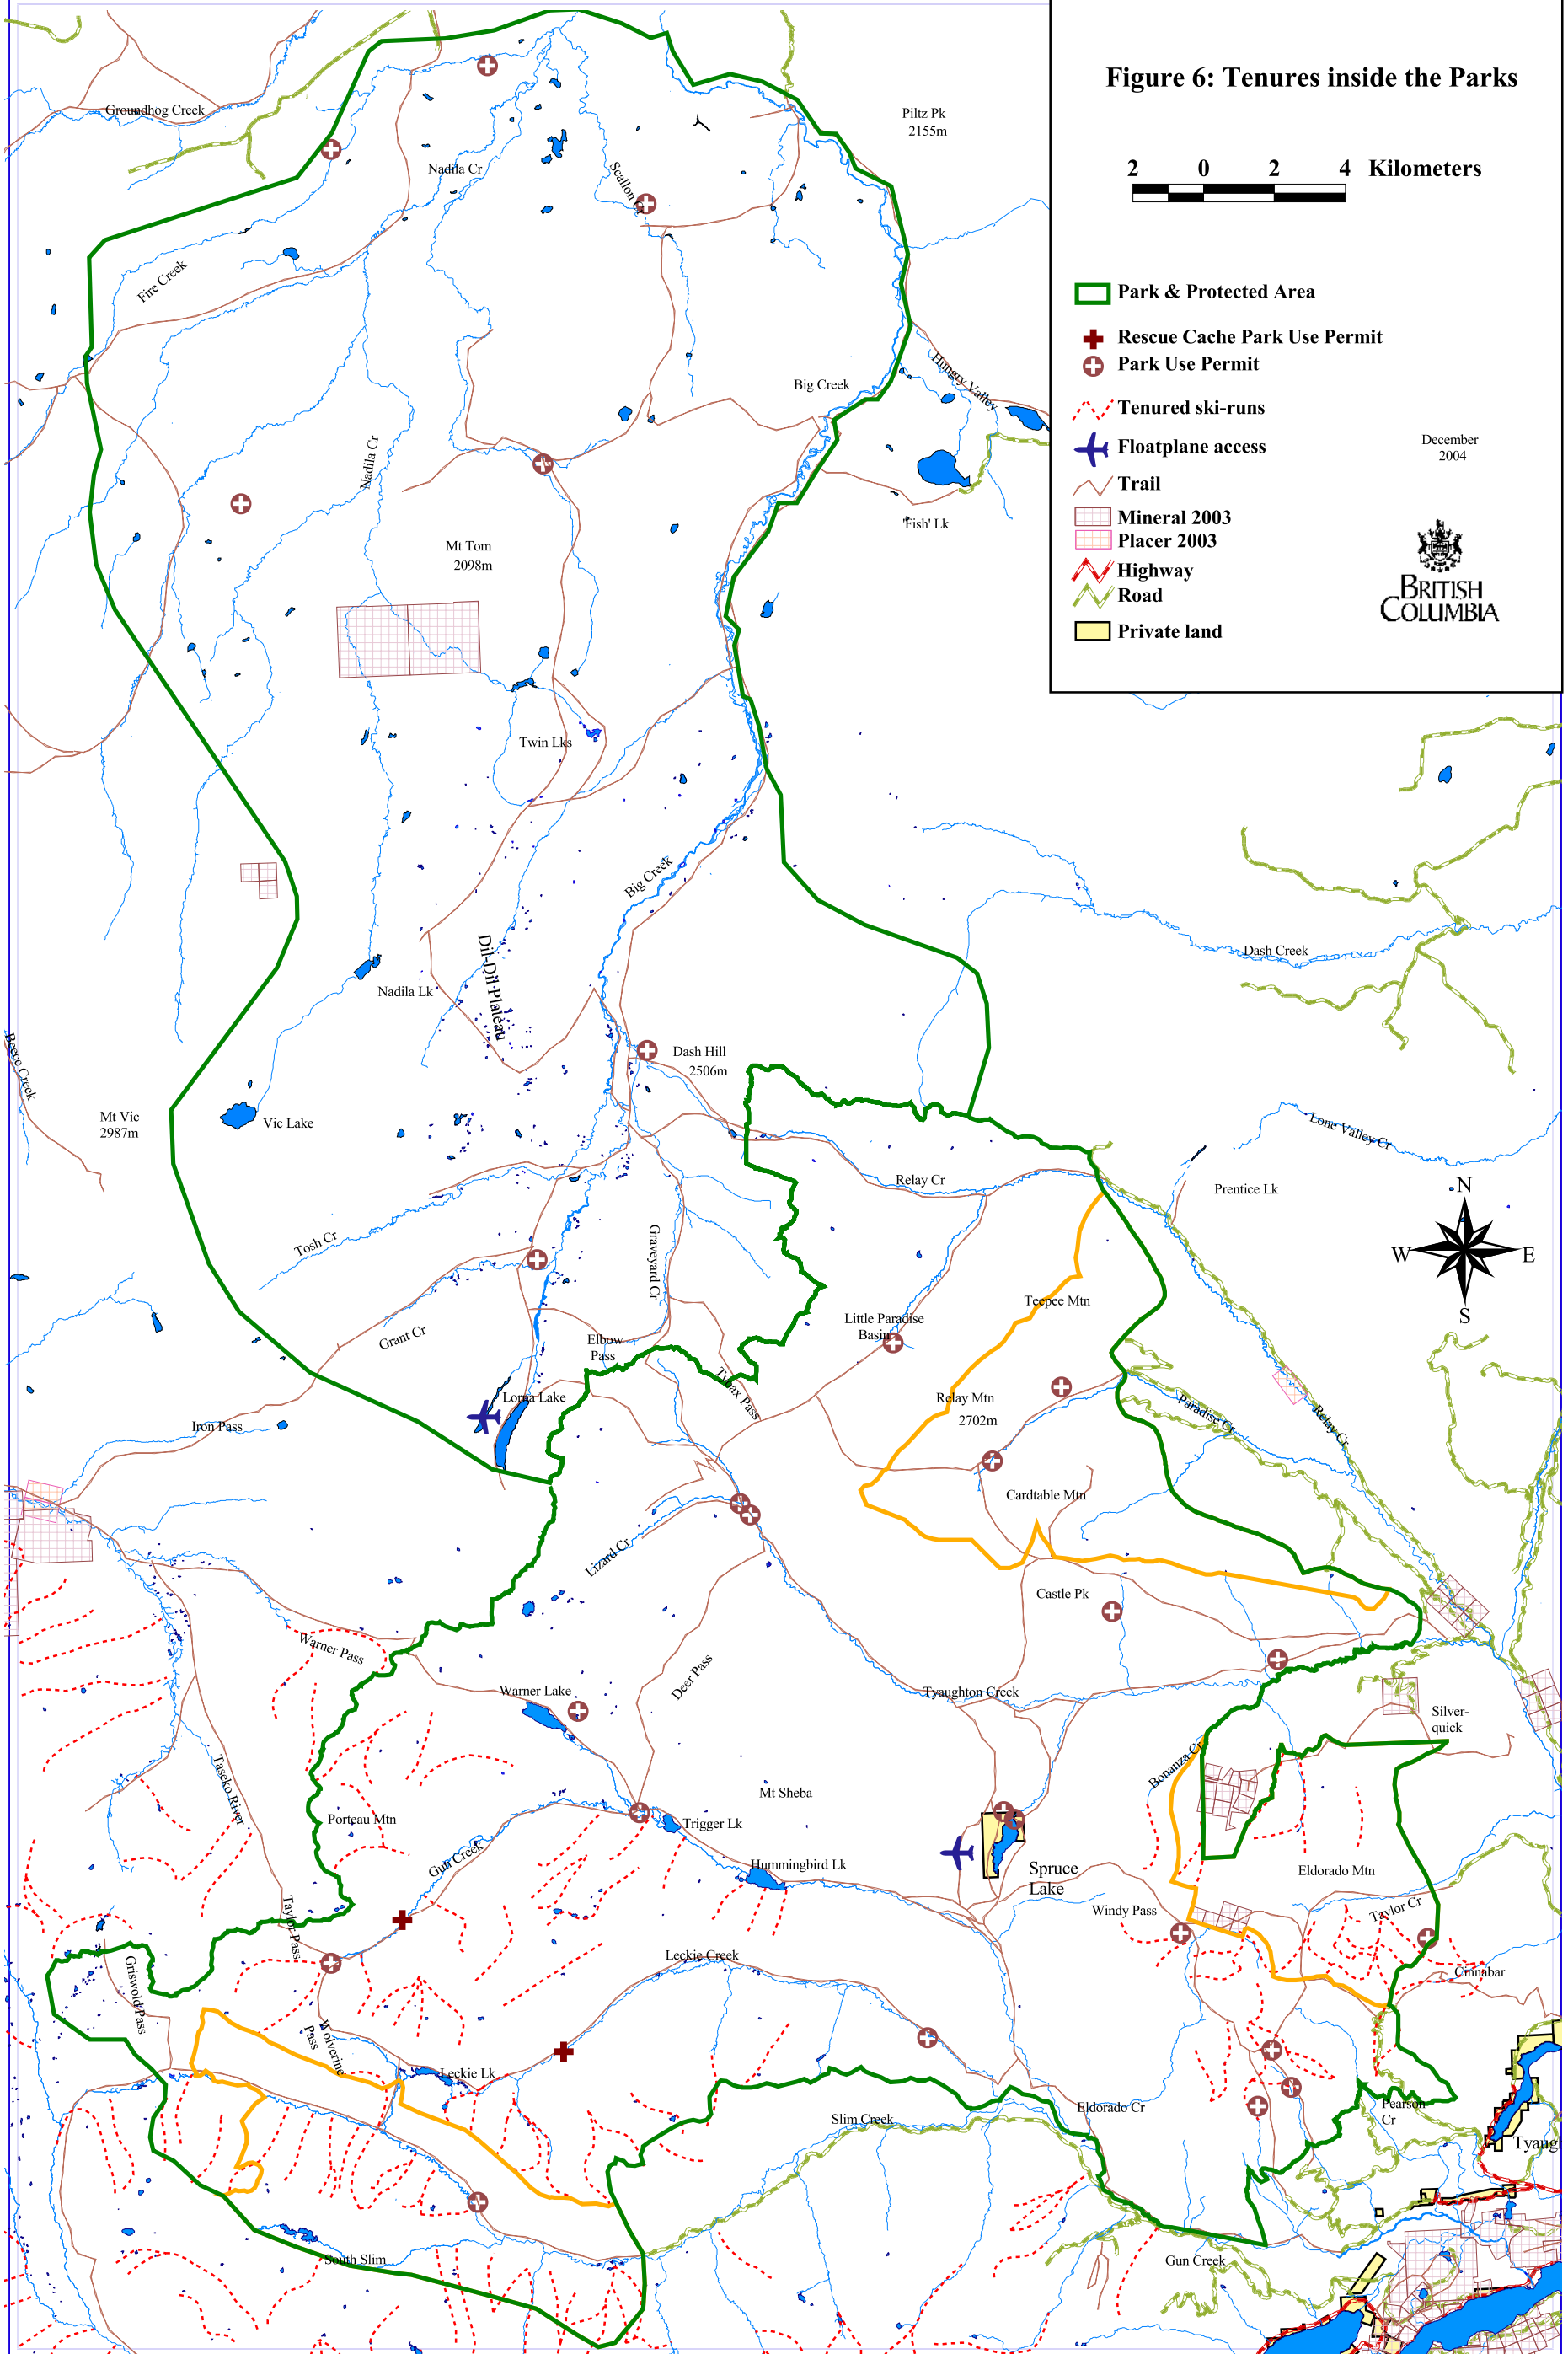 Figure 6: Tenures inside the Parks
2 0 2 4 Kilometers
Park & Protected Area
Rescue Cache Park Use Permit
Park Use Permit
Tenured ski-runs
Floatplane access
Trail
Mineral 2003
Placer 2003
Highway
Road
Private land
December
2004
BRITISH
COLUMBIA
Groundhog Creek
Piltz Pk
2155m
Nadila Cr
Scallon Cr
Fire Creek
Hungry Valley
Big Creek
Nadila Cr
'Fish' Lk
Mt Tom
2098m
Twin Lks
Big Creek
Dil-Dil Plateau
Dash Creek
Nadila Lk
Beece Creek
Dash Hill
2506m
Mt Vic
2987m
Vic Lake
Lone Valley Cr
Relay Cr
Prentice Lk
N
W
E
S
Tosh Cr
Graveyard Cr
Teepee Mtn
Little Paradise
Basin
Grant Cr
Elbow
Pass
Tyoax Pass
Lorna Lake
Relay Mtn
2702m
Paradise Cr
Relay Cr
Iron Pass
Cardtable Mtn
Lizard Cr
Castle Pk
Warner Pass
Deer Pass
Warner Lake
Tyaughton Creek
Silver-
quick
Bonanza Cr
Taseko River
Mt Sheba
Porteau Mtn
Trigger Lk
Gun Creek
Hummingbird Lk
Spruce
Lake
Eldorado Mtn
Taylor Pass
Windy Pass
Taylor Cr
Leckie Creek
Cinnabar
Griswold Pass
Wolverine
Pass
Leckie Lk
Slim Creek
Eldorado Cr
Pearson
Cr
Tyaugl
South Slim
Gun Creek